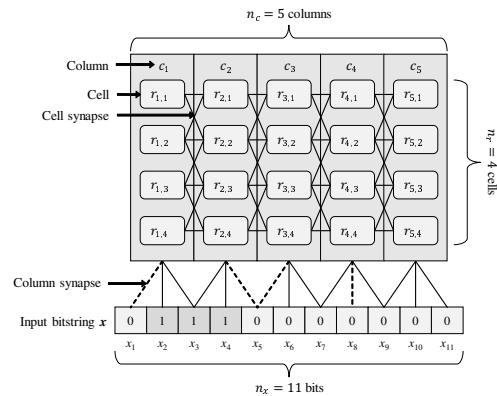 n_c = 5 columns
Column c_1 c_2 c_3 c_4 c_5
Cell r_{1,1} r_{2,1} r_{3,1} r_{4,1} r_{5,1}
Cell synapse
r_{1,2} r_{2,2} r_{3,2} r_{4,2} r_{5,2}
r_{1,3} r_{2,3} r_{3,3} r_{4,3} r_{5,3}
r_{1,4} r_{2,4} r_{3,4} r_{4,4} r_{5,4}
n_r = 4 cells
Column synapse
Input bitstring x 0 1 1 1 0 0 0 0 0 0 0
x_1 x_2 x_3 x_4 x_5 x_6 x_7 x_8 x_9 x_10 x_11
n_x = 11 bits